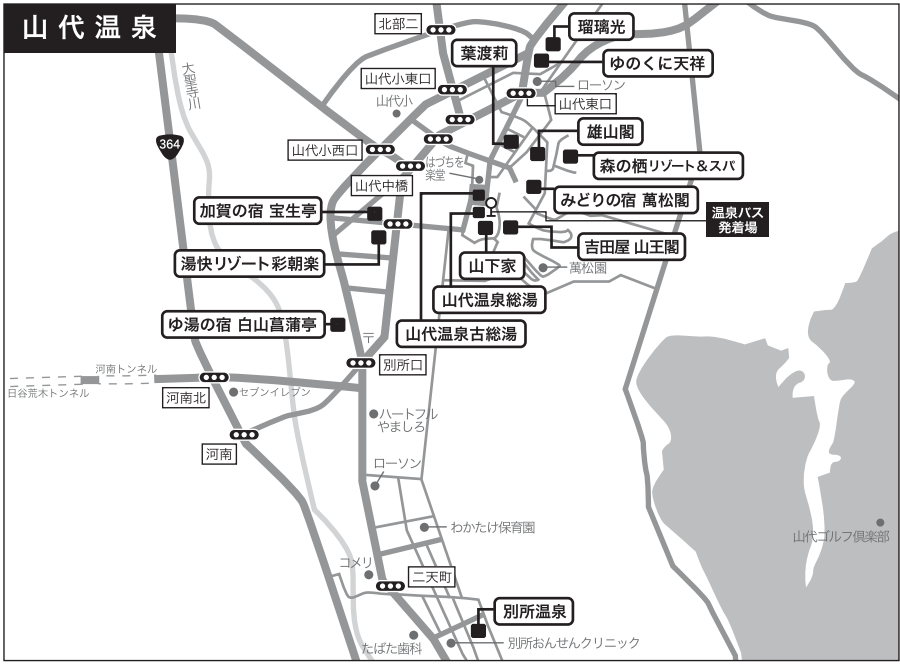 山代温泉
北部二
瑠璃光
葉渡莉
ゆのくに天祥
大聖寺川
山代小東口
ローソン
山代小
山代東口
364
雄山閣
山代小西口
はづちを
楽堂
森の栖リゾート&スパ
山代中橋
みどりの宿 萬松閣
加賀の宿 宝生亭
温泉バス
発着場
吉田屋 山王閣
湯快リゾート彩朝楽
山下家
萬松園
山代温泉総湯
ゆ湯の宿 白山菖蒲亭
山代温泉古総湯
〒
別所口
河南トンネル
日谷荒木トンネル
河南北
セブンイレブン
ハートフル
やましろ
河南
ローソン
わかたけ保育園
山代ゴルフ倶楽部
コメリ
二天町
別所温泉
たばた歯科
別所おんせんクリニック